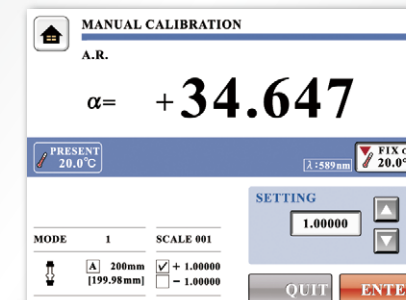 MANUAL CALIBRATION
A.R.
α= +34.647
PRESENT
20.0℃
λ:589nm
FIX
20.0°
SETTING
1.00000
MODE 1 SCALE 001
A 200mm
[199.98mm]
+ 1.00000
- 1.00000
QUIT
ENTE